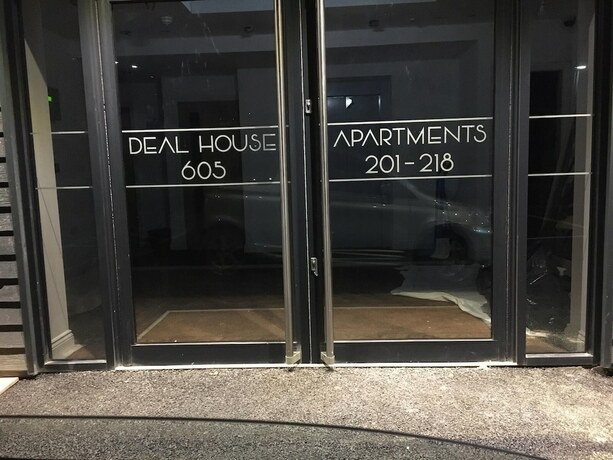 DEAL HOUSE
605
APARTMENTS
201-218